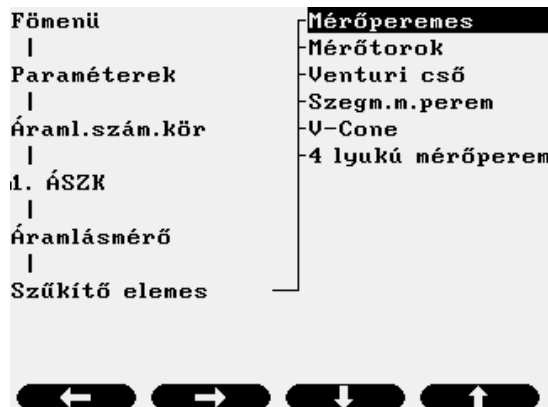 Fömenü
Paraméterek
Áraml.szám.kör
1. ÁSZK
Áramlásmérő
Szűkítő elemes
Mérőperemes
Mérőtorok
Venturi cső
Szegm.m.perem
V-Cone
4 lyukú mérőperem